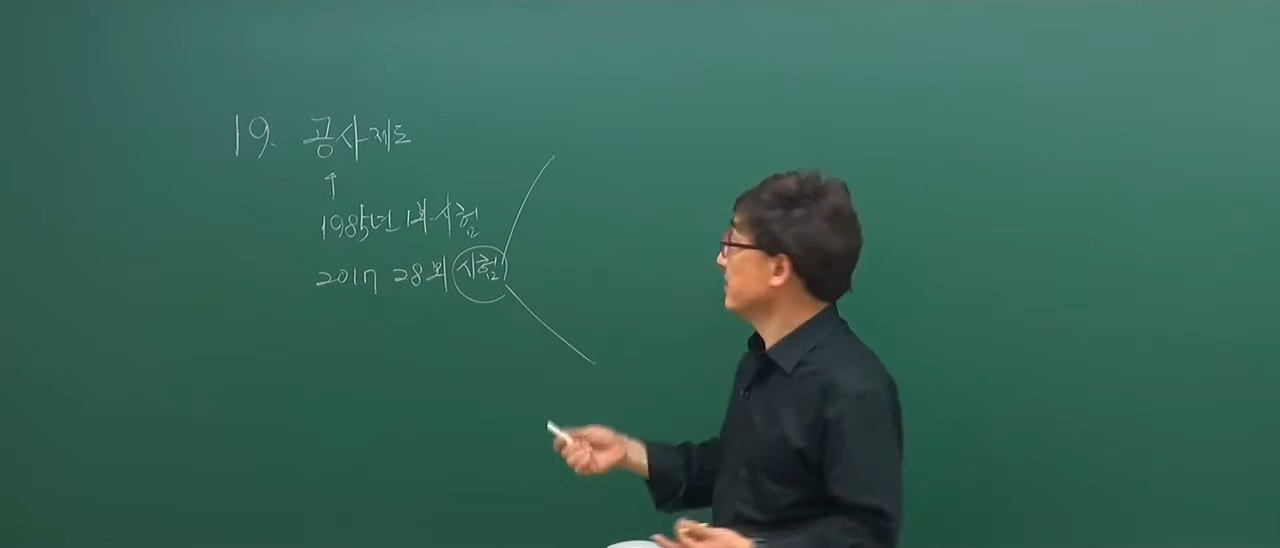 19. 공사제도
↑
1985년 1회 시험
2017 28회 시험